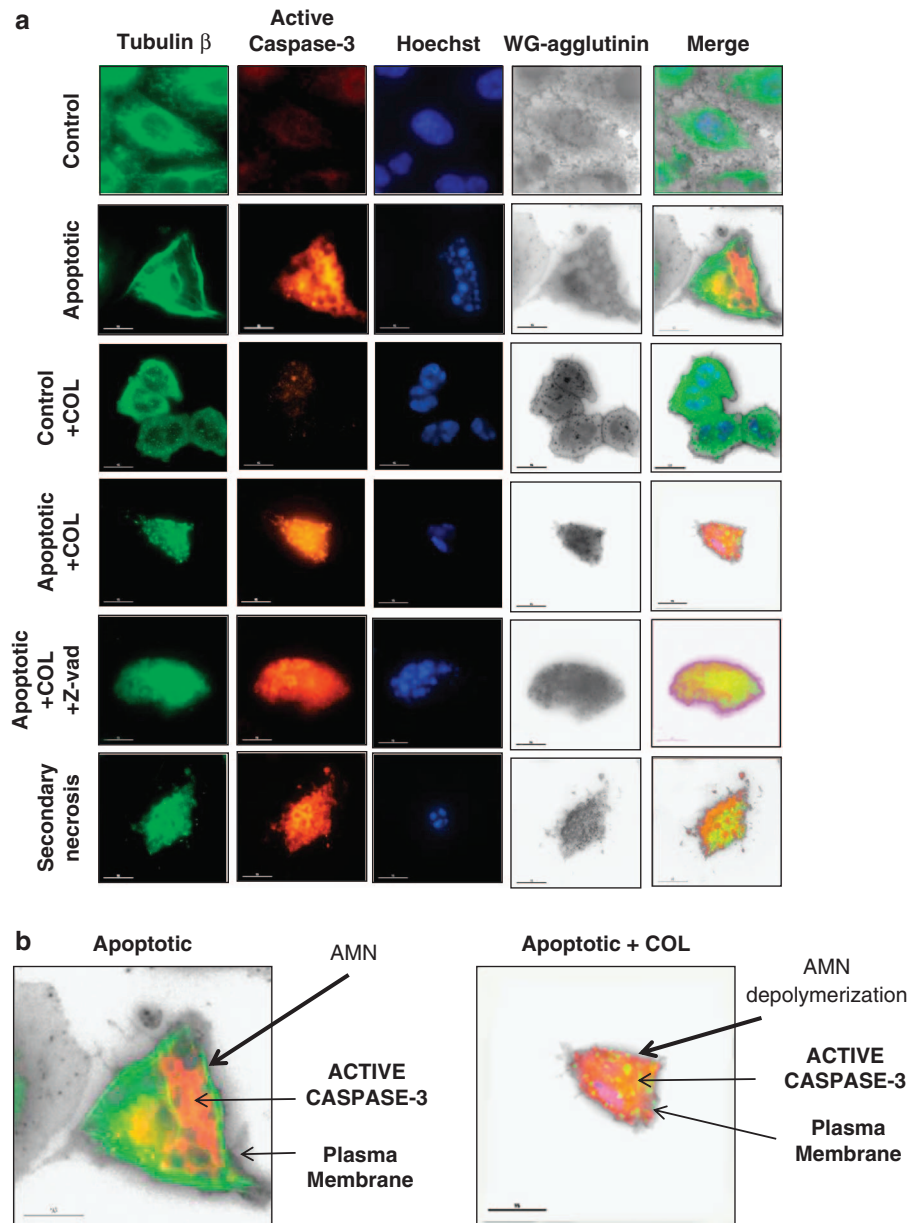 a
Tubulin β
Active
Caspase-3
Hoechst
WG-agglutinin
Merge
Control
Apoptotic
Control
+COL
Apoptotic
+COL
Apoptotic
+COL
+Z-vad
Secondary
necrosis
b
Apoptotic
AMN
ACTIVE
CASPASE-3
Plasma
Membrane
Apoptotic + COL
AMN
depolymerization
ACTIVE
CASPASE-3
Plasma
Membrane